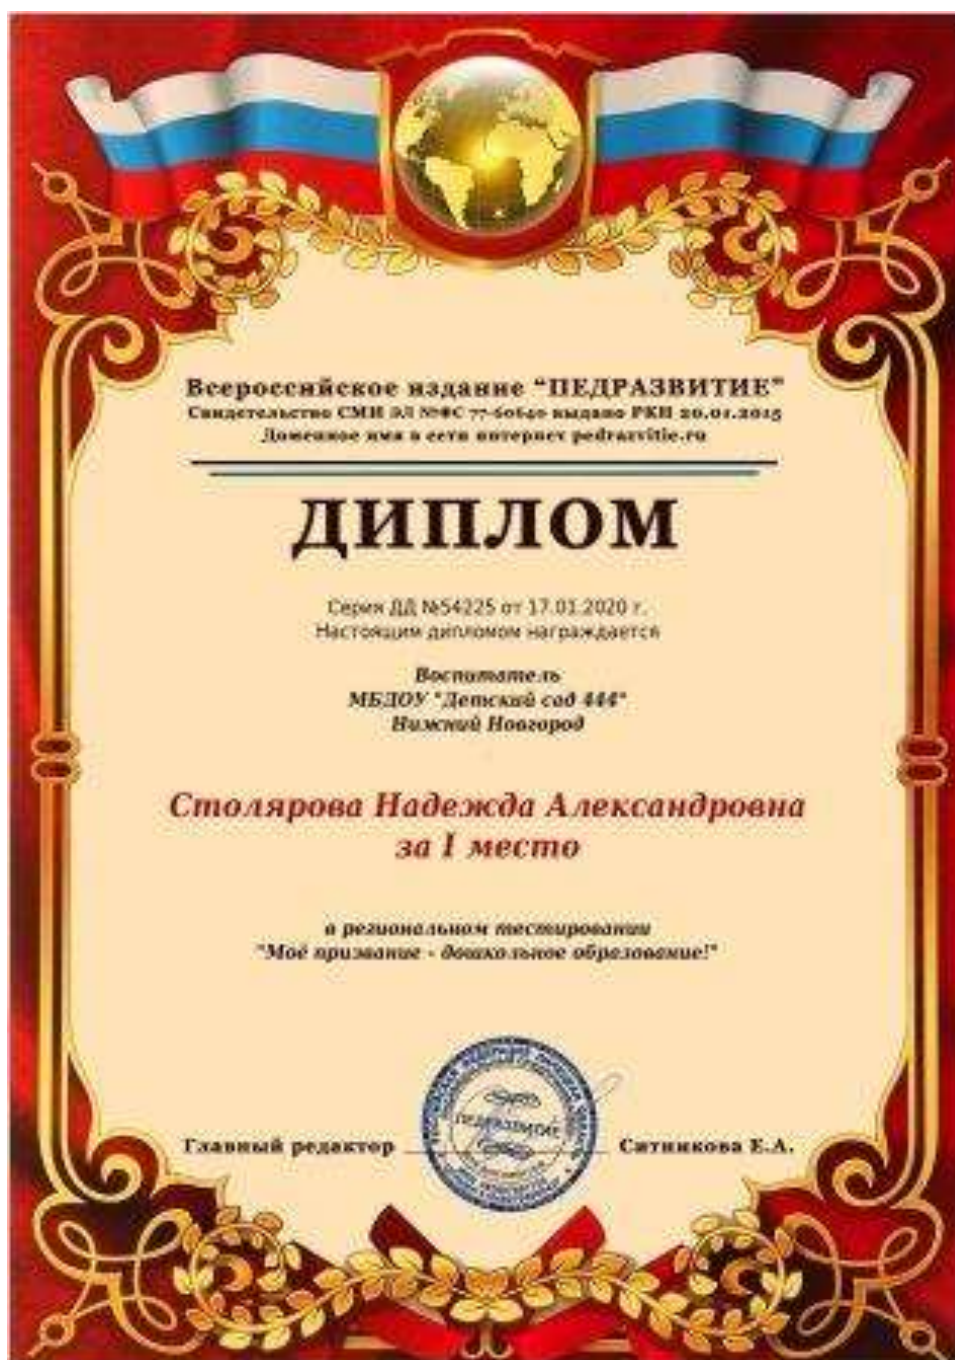 Всероссийское издание “ПЕДРАЗВИТИЕ”
Свидетельство СМИ ЭЛ №ФС 77-60640 выдано РКН 20.01.2015
Доменное имя в сети интернет pedrazvitie.ru
ДИПЛОМ
Серия ДД №54225 от 17.01.2020 г.
Настоящим дипломом награждается
Воспитатель
МБДОУ "Детский сад 444"
Нижний Новгород
Столярова Надежда Александровна
за I место
в региональном тестировании
"Моё призвание - дошкольное образование!"
ПЕДРАЗВИТИЕ
Главный редактор Ситникова Е.А.